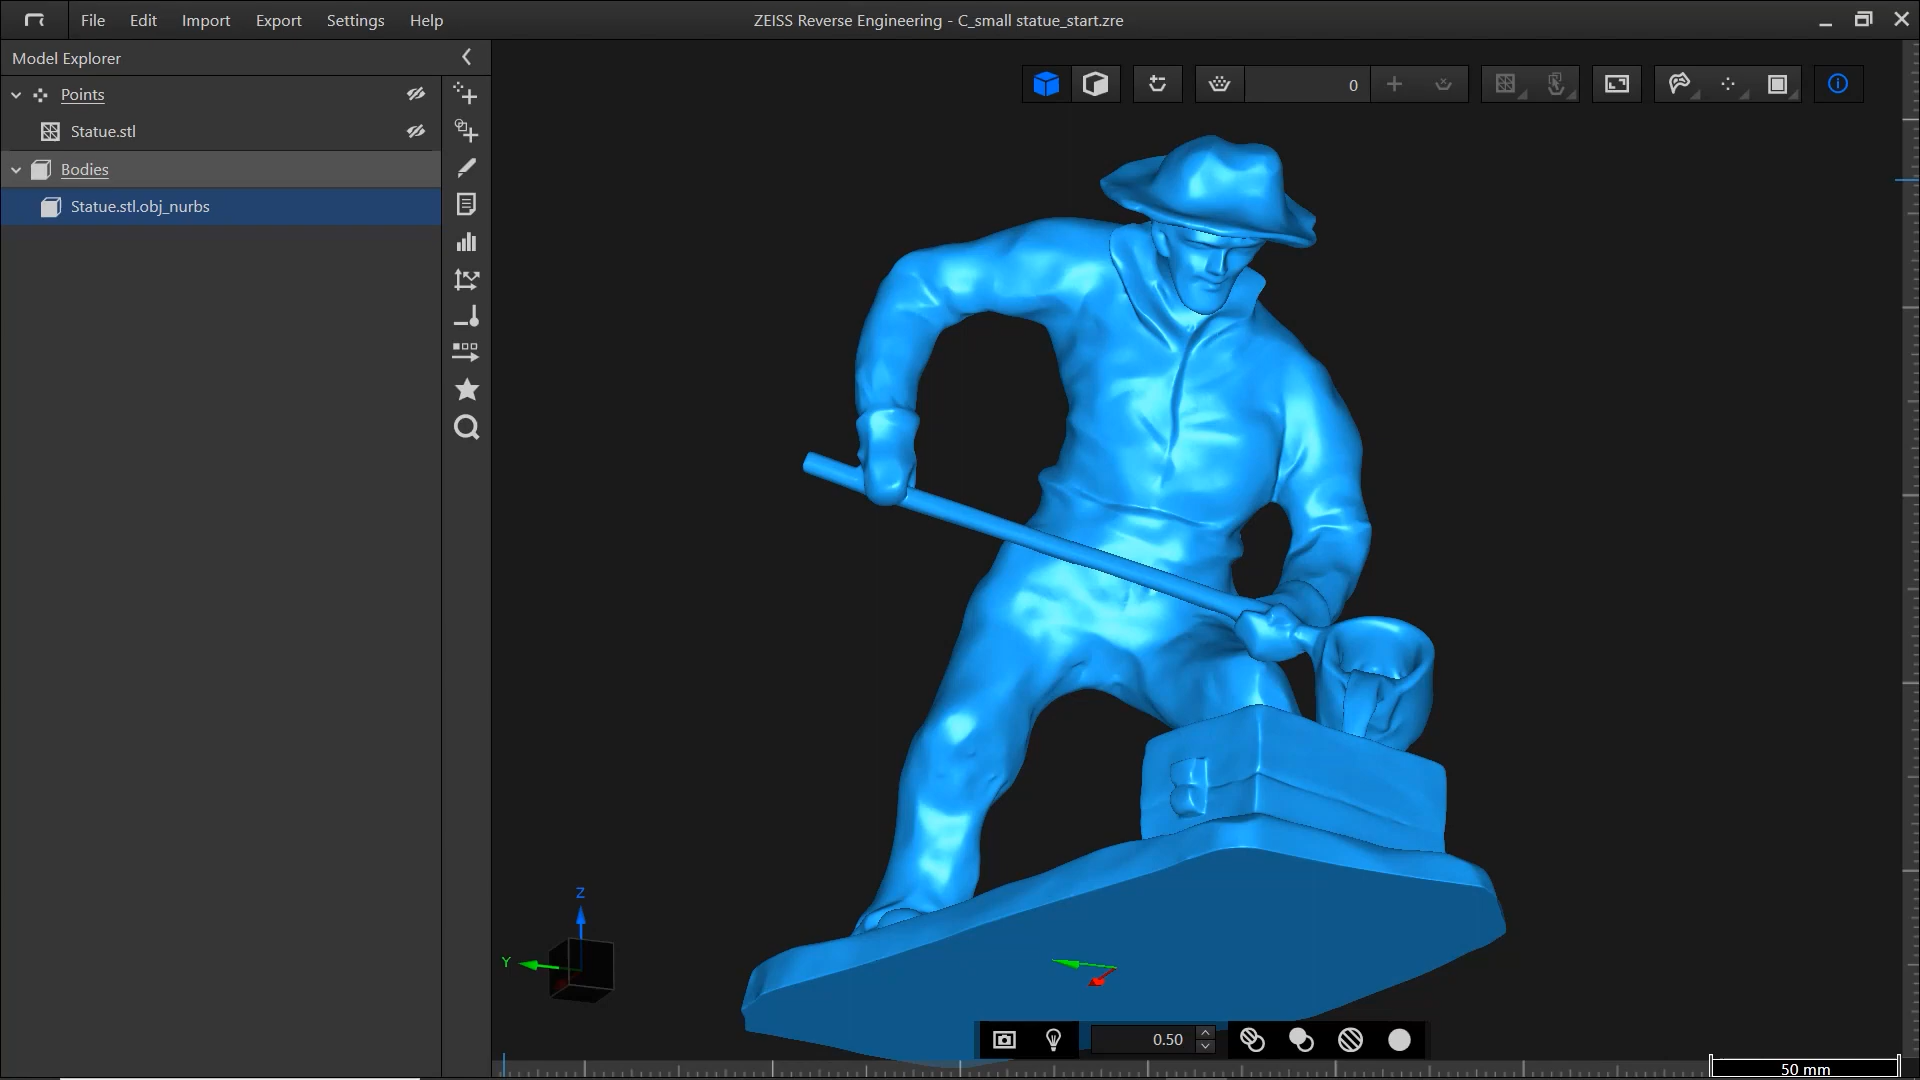 File Edit Import Export Settings Help
ZEISS Reverse Engineering - C_small statue_start.zre
Model Explorer
Points
Statue.stl
Bodies
Statue.stl.obj_nurbs
0
Z
Y
0.50
50 mm